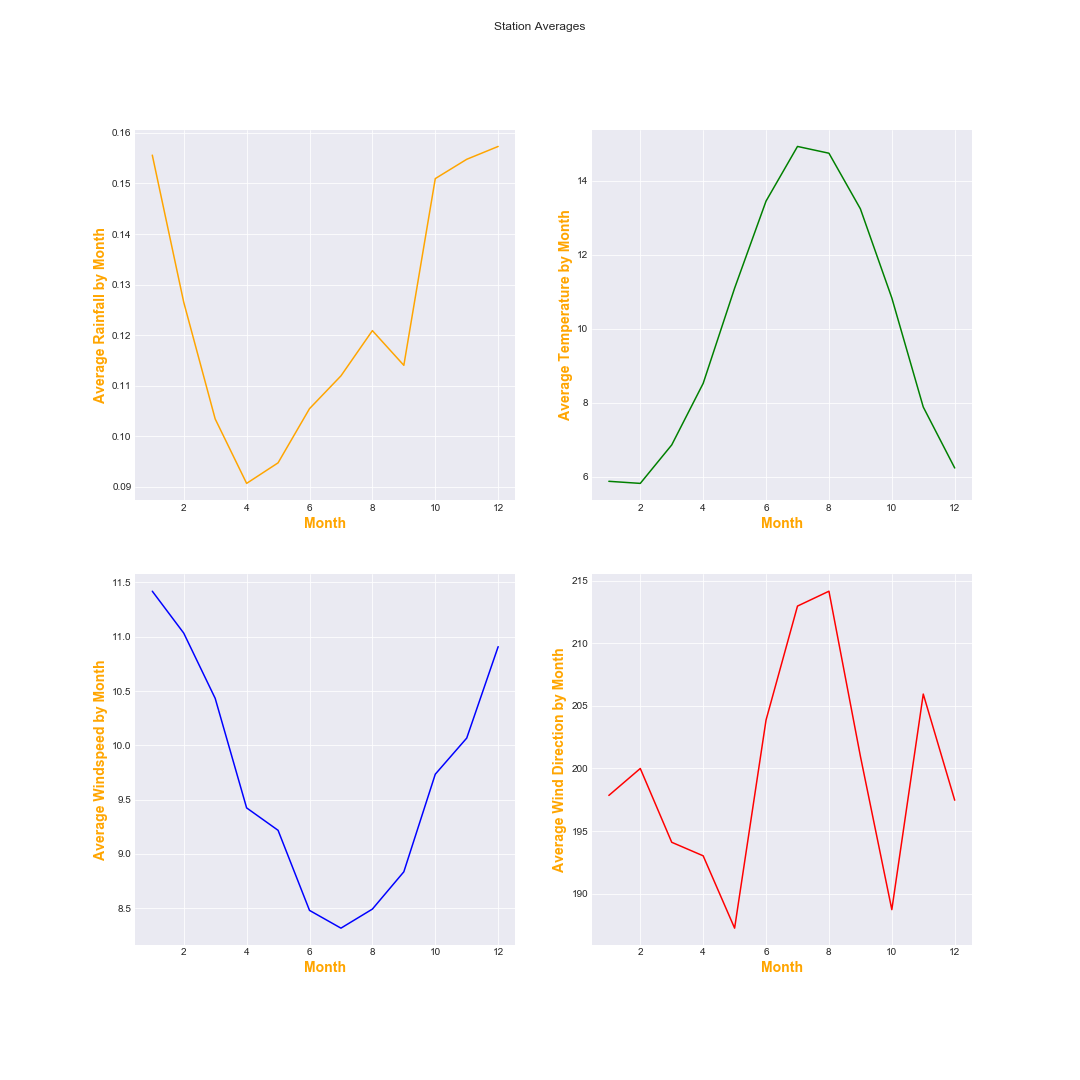 Station Averages
0.16
0.15
0.14
0.13
0.12
0.11
0.10
0.09
Average Rainfall by Month
2 4 6 8 10 12
Month
14
12
10
8
6
Average Temperature by Month
2 4 6 8 10 12
Month
11.5
11.0
10.5
10.0
9.5
9.0
8.5
Average Windspeed by Month
2 4 6 8 10 12
Month
215
210
205
200
195
190
Average Wind Direction by Month
2 4 6 8 10 12
Month